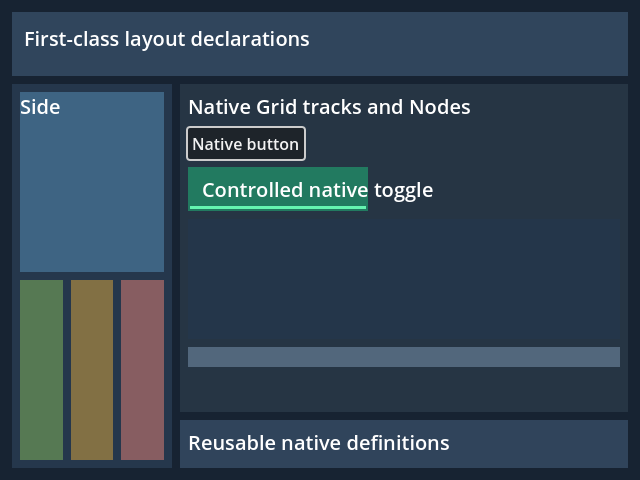 First-class layout declarations
Side
Native Grid tracks and Nodes
Native button
Controlled native toggle
Reusable native definitions